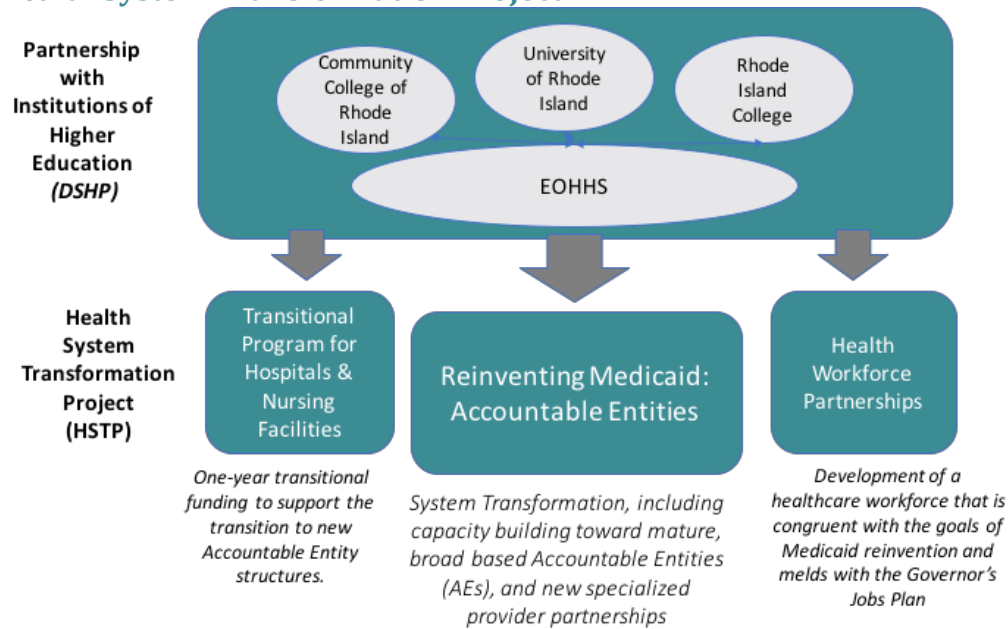 Partnership
with
Institutions of
Higher
Education
(DSHP)
Community
College of
Rhode
Island
University
of Rhode
Island
Rhode
Island
College
EOHHS
Health
System
Transformation
Project
(HSTP)
Transitional
Program for
Hospitals &
Nursing
Facilities
Reinventing Medicaid:
Accountable Entities
Health
Workforce
Partnerships
One-year transitional
funding to support the
transition to new
Accountable Entity
structures.
System Transformation, including
capacity building toward mature,
broad based Accountable Entities
(AEs), and new specialized
provider partnerships
Development of a
healthcare workforce that is
congruent with the goals of
Medicaid reinvention and
melds with the Governor's
Jobs Plan